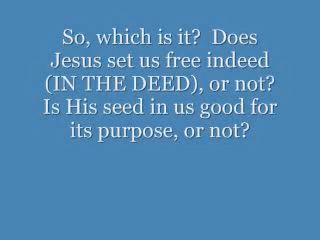 So, which is it?  Does
Jesus set us free indeed
(IN THE DEED), or not?
Is His seed in us good for
its purpose, or not?